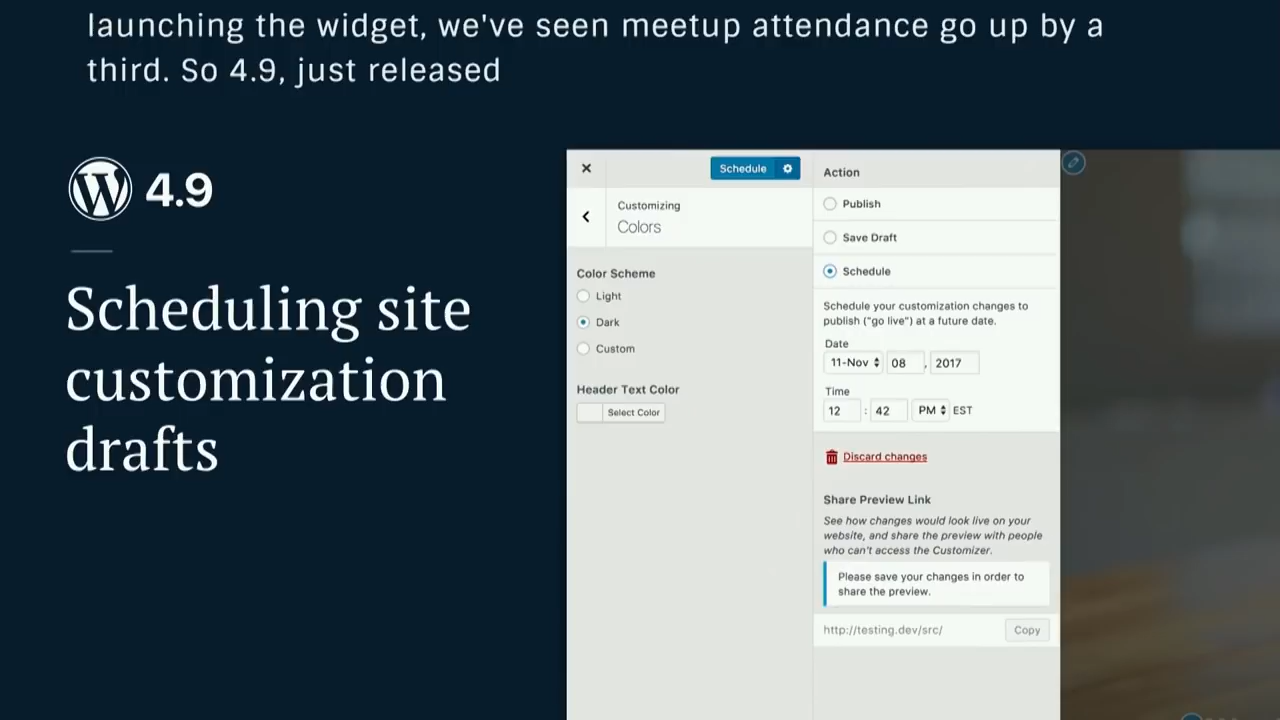 launching the widget, we've seen meetup attendance go up by a
third. So 4.9, just released
4.9
Scheduling site
customization
drafts
Schedule
Customizing
Colors
Color Scheme
Light
Dark
Custom
Header Text Color
Select Color
Action
Publish
Save Draft
Schedule
Schedule your customization changes to
publish ("go live") at a future date.
Date
11-Nov 08 , 2017
Time
12 : 42 PM EST
Discard changes
Share Preview Link
See how changes would look live on your
website, and share the preview with people
who can't access the Customizer.
Please save your changes in order to
share the preview.
http://testing.dev/src/ Copy